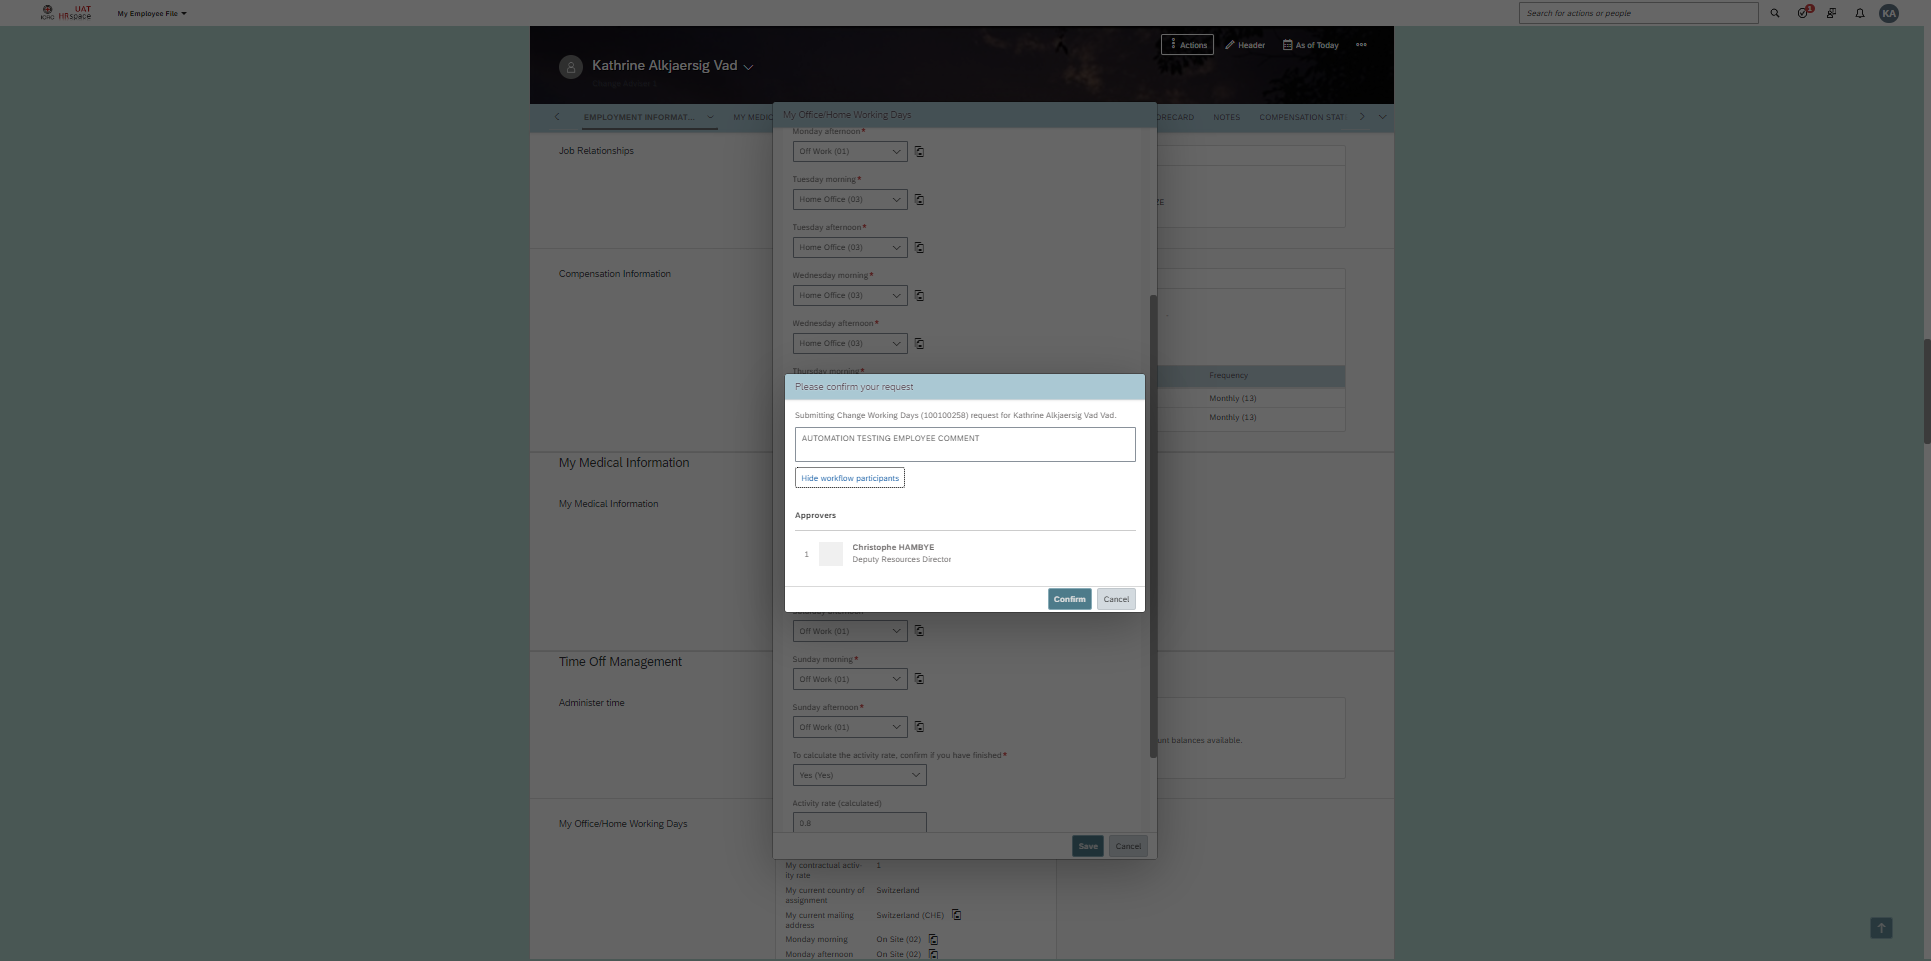 ICRC
UAT
HRspace
My Employee File
Search for actions or people
1
KA
Kathrine Alkjaersig Vad
Actions
Header
As of Today
EMPLOYMENT INFORMAT...
MY MEDIC
My Office/Home Working Days
ORECARD
NOTES
COMPENSATION STAT
Job Relationships
Monday afternoon*
Off Work (01)
Tuesday morning*
Home Office (03)
ZE
Tuesday afternoon*
Home Office (03)
Compensation Information
Wednesday morning*
Home Office (03)
Wednesday afternoon*
Home Office (03)
Thursday morning*
Frequency
Monthly (13)
Monthly (13)
Please confirm your request
Submitting Change Working Days (100100258) request for Kathrine Alkjaersig Vad Vad.
AUTOMATION TESTING EMPLOYEE COMMENT
Hide workflow participants
Approvers
1
Christophe HAMBYE
Deputy Resources Director
Confirm
Cancel
My Medical Information
My Medical Information
Off Work (01)
Time Off Management
Sunday morning*
Off Work (01)
Administer time
Sunday afternoon*
Off Work (01)
unt balances available.
To calculate the activity rate, confirm if you have finished*
Yes (Yes)
Activity rate (calculated)
0.8
My Office/Home Working Days
Save
Cancel
My contractual activ-
ity rate
1
My current country of
assignment
Switzerland
My current mailing
address
Switzerland (CHE)
Monday morning
On Site (02)
Monday afternoon
On Site (02)